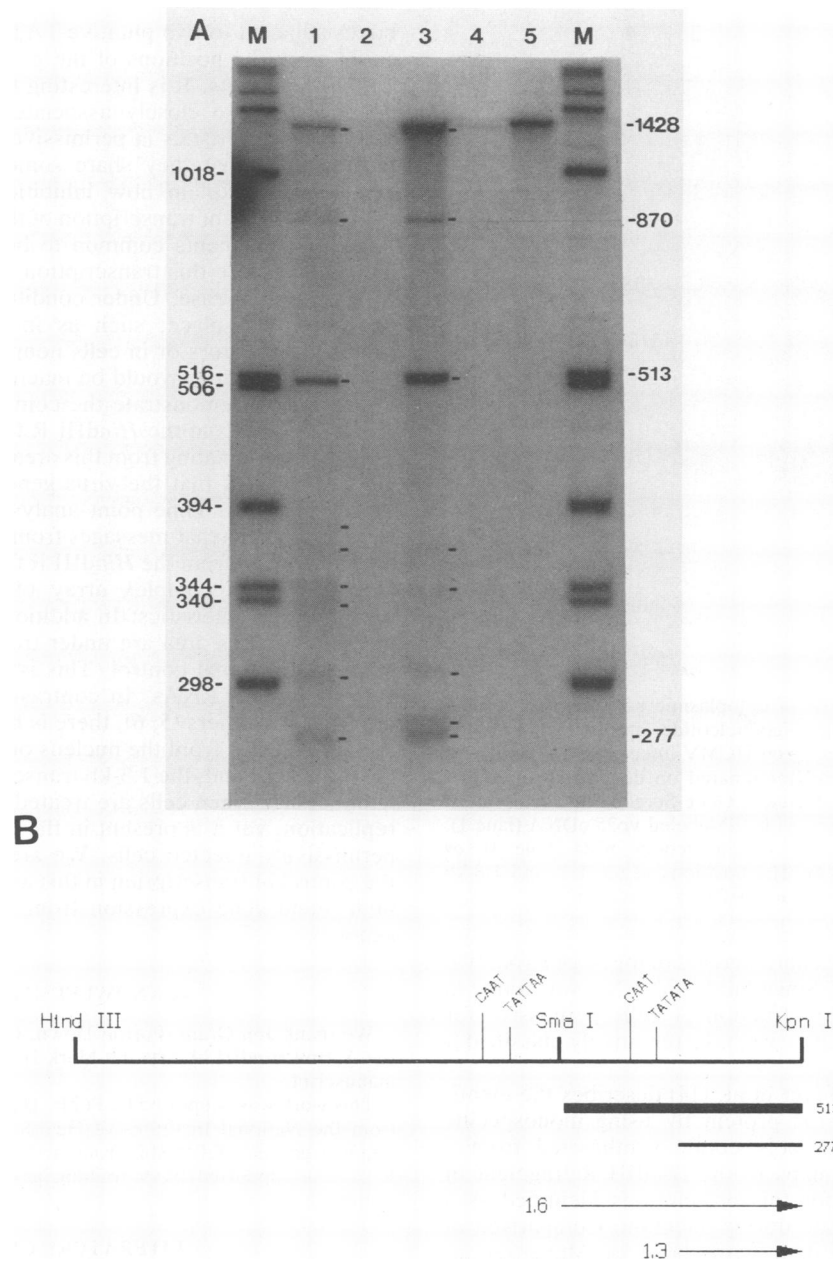 A
M 1 2 3 4 5 M
-1428
1018-
-870
516-
506-
-513
394-
344-
340-
298-
-277
B
CAAT
TATTAA
CAAT
TATATA
Hind III
Sma I
Kpn I
277
1.6
1.3